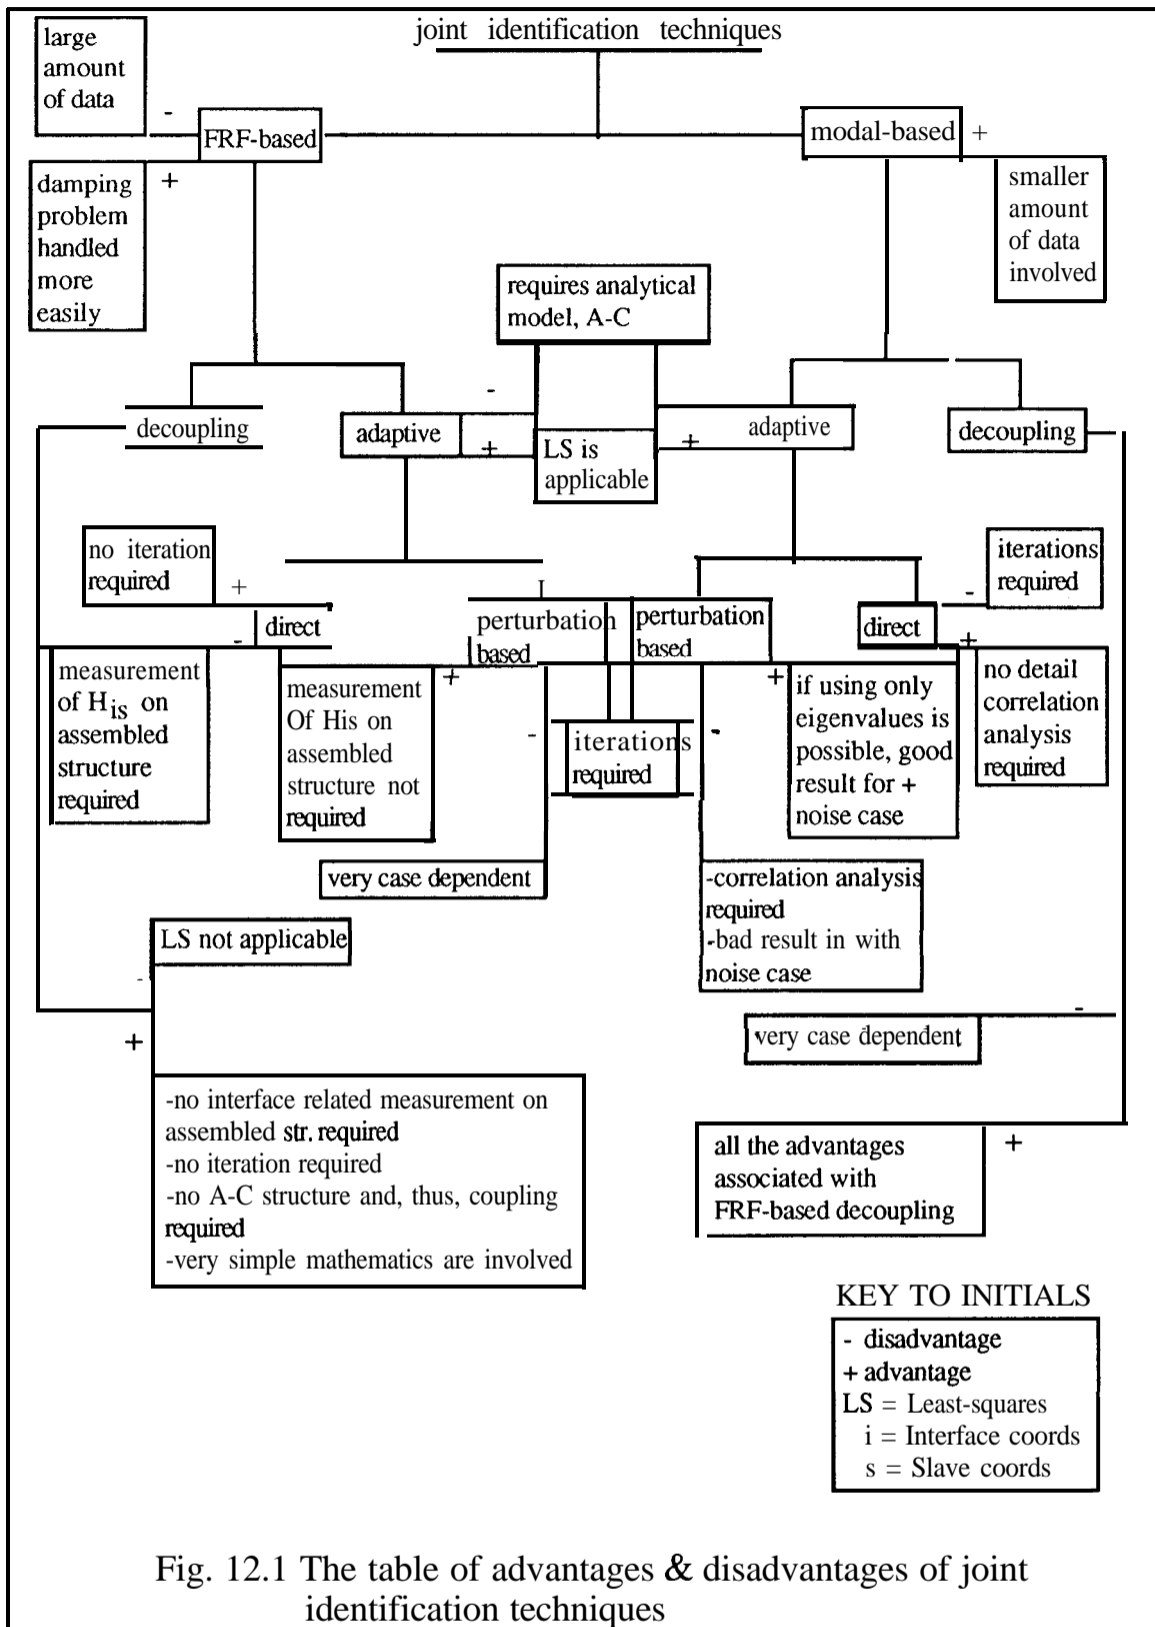 joint identification techniques
large
amount
of data
-
FRF-based
+
damping
problem
handled
more
easily
modal-based
+
smaller
amount
of data
involved
requires analytical
model, A-C
-
decoupling
adaptive
+
LS is
applicable
+
adaptive
decoupling
no iteration
required
+
direct
-
measurement
of His on
assembled
structure
required
measurement
Of His on
assembled
structure not
required
perturbation
based
+
-
iterations
required
very case dependent
perturbation
based
+
-
if using only
eigenvalues is
possible, good
result for +
noise case
direct
-
iterations
required
+
no detail
correlation
analysis
required
-correlation analysis
required
-bad result in with
noise case
LS not applicable
-
+
-no interface related measurement on
assembled str. required
-no iteration required
-no A-C structure and, thus, coupling
required
-very simple mathematics are involved
-
very case dependent
+
all the advantages
associated with
FRF-based decoupling
KEY TO INITIALS
- disadvantage
+ advantage
LS = Least-squares
i = Interface coords
s = Slave coords
Fig. 12.1 The table of advantages & disadvantages of joint
identification techniques